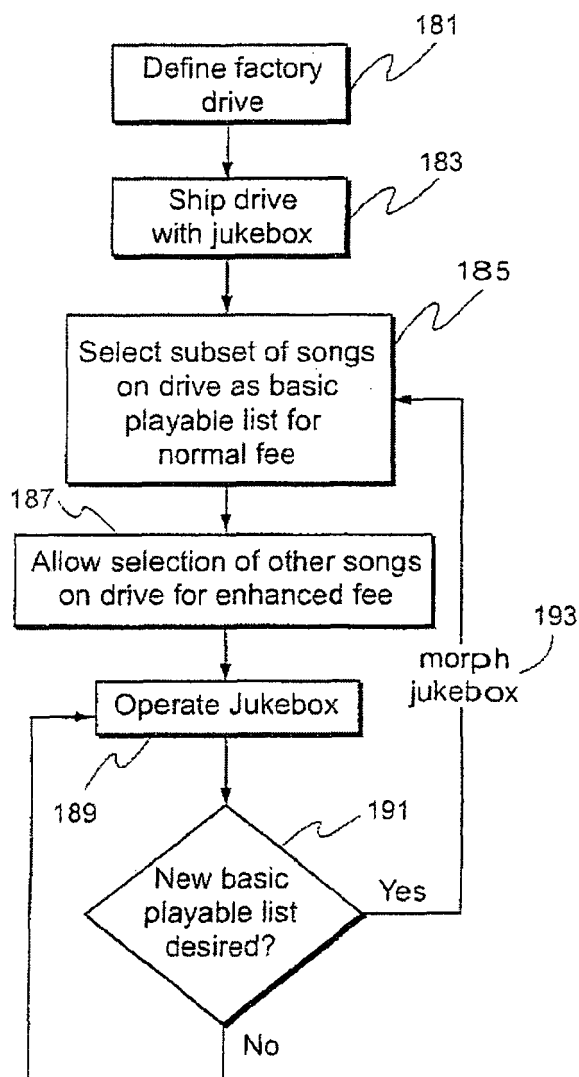 181
Define factory
drive
183
Ship drive
with jukebox
185
Select subset of songs
on drive as basic
playable list for
normal fee
187
Allow selection of other songs
on drive for enhanced fee
193
morph
jukebox
Operate Jukebox
189
191
New basic
playable list
desired?
Yes
No